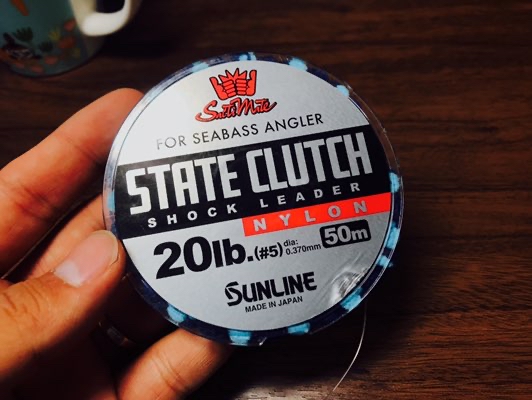 SaltiMate
FOR SEABASS ANGLER
STATE CLUTCH
SHOCK LEADER
NYLON
20lb.(#5) dia: 0.370mm 50m
SUNLINE
MADE IN JAPAN